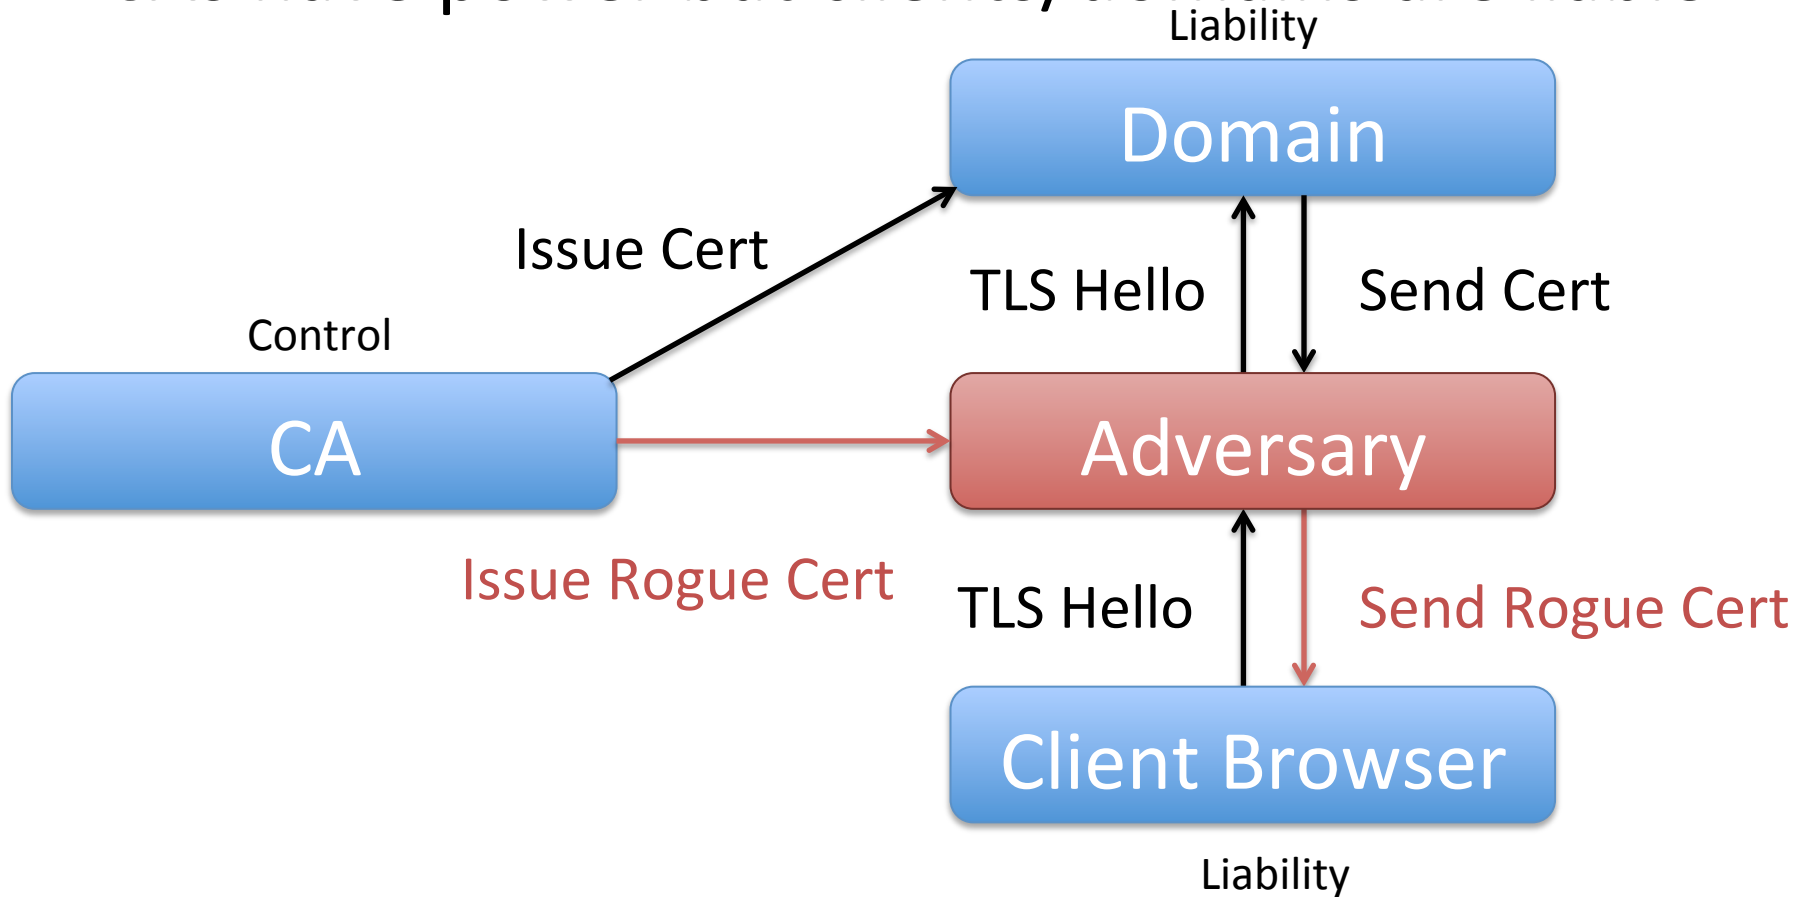 Liability
Domain
Issue Cert
TLS Hello
Send Cert
Control
CA
Adversary
Issue Rogue Cert
TLS Hello
Send Rogue Cert
Client Browser
Liability